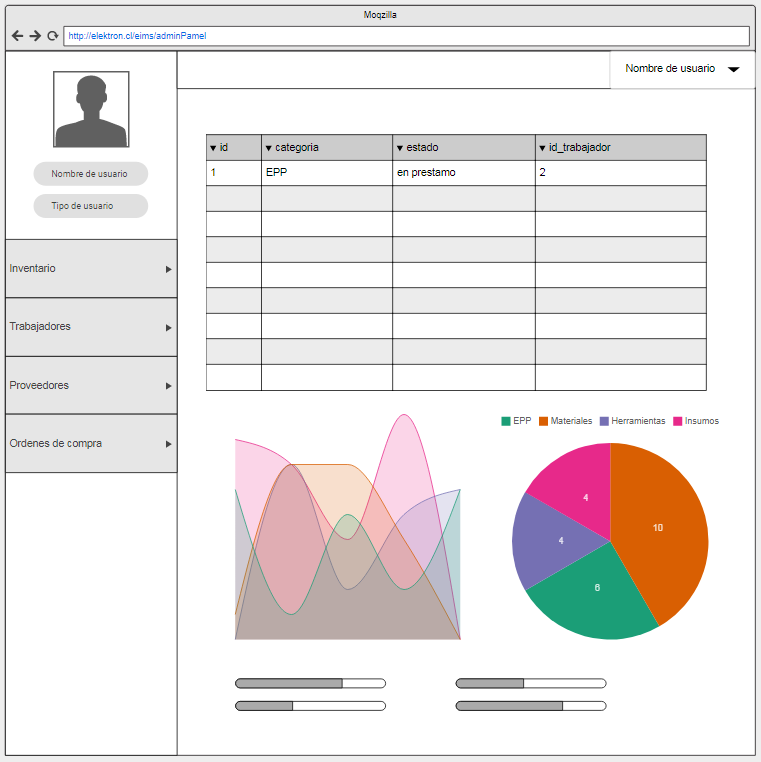 Moqzilla
http://elektron.cl/eims/adminPamel
Nombre de usuario
Nombre de usuario
Tipo de usuario
Inventario
Trabajadores
Proveedores
Ordenes de compra
id categoria estado id_trabajador
1 EPP en prestamo 2
EPP Materiales Herramientas Insumos
4
10
4
6